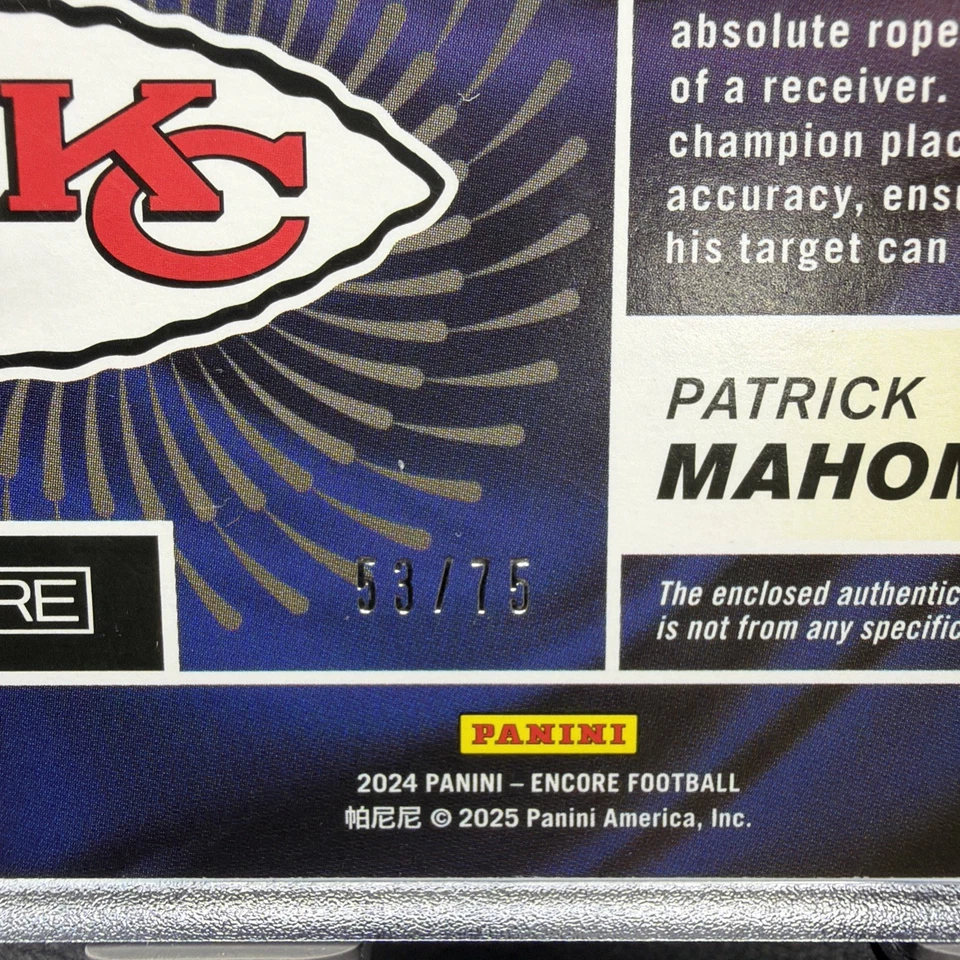 KC
absolute rope
of a receiver.
champion plac
accuracy, ens
his target can
PATRICK
MAHOM
RE
53/75
The enclosed authentic
is not from any specific
PANINI
2024 PANINI – ENCORE FOOTBALL
帕尼尼 © 2025 Panini America, Inc.